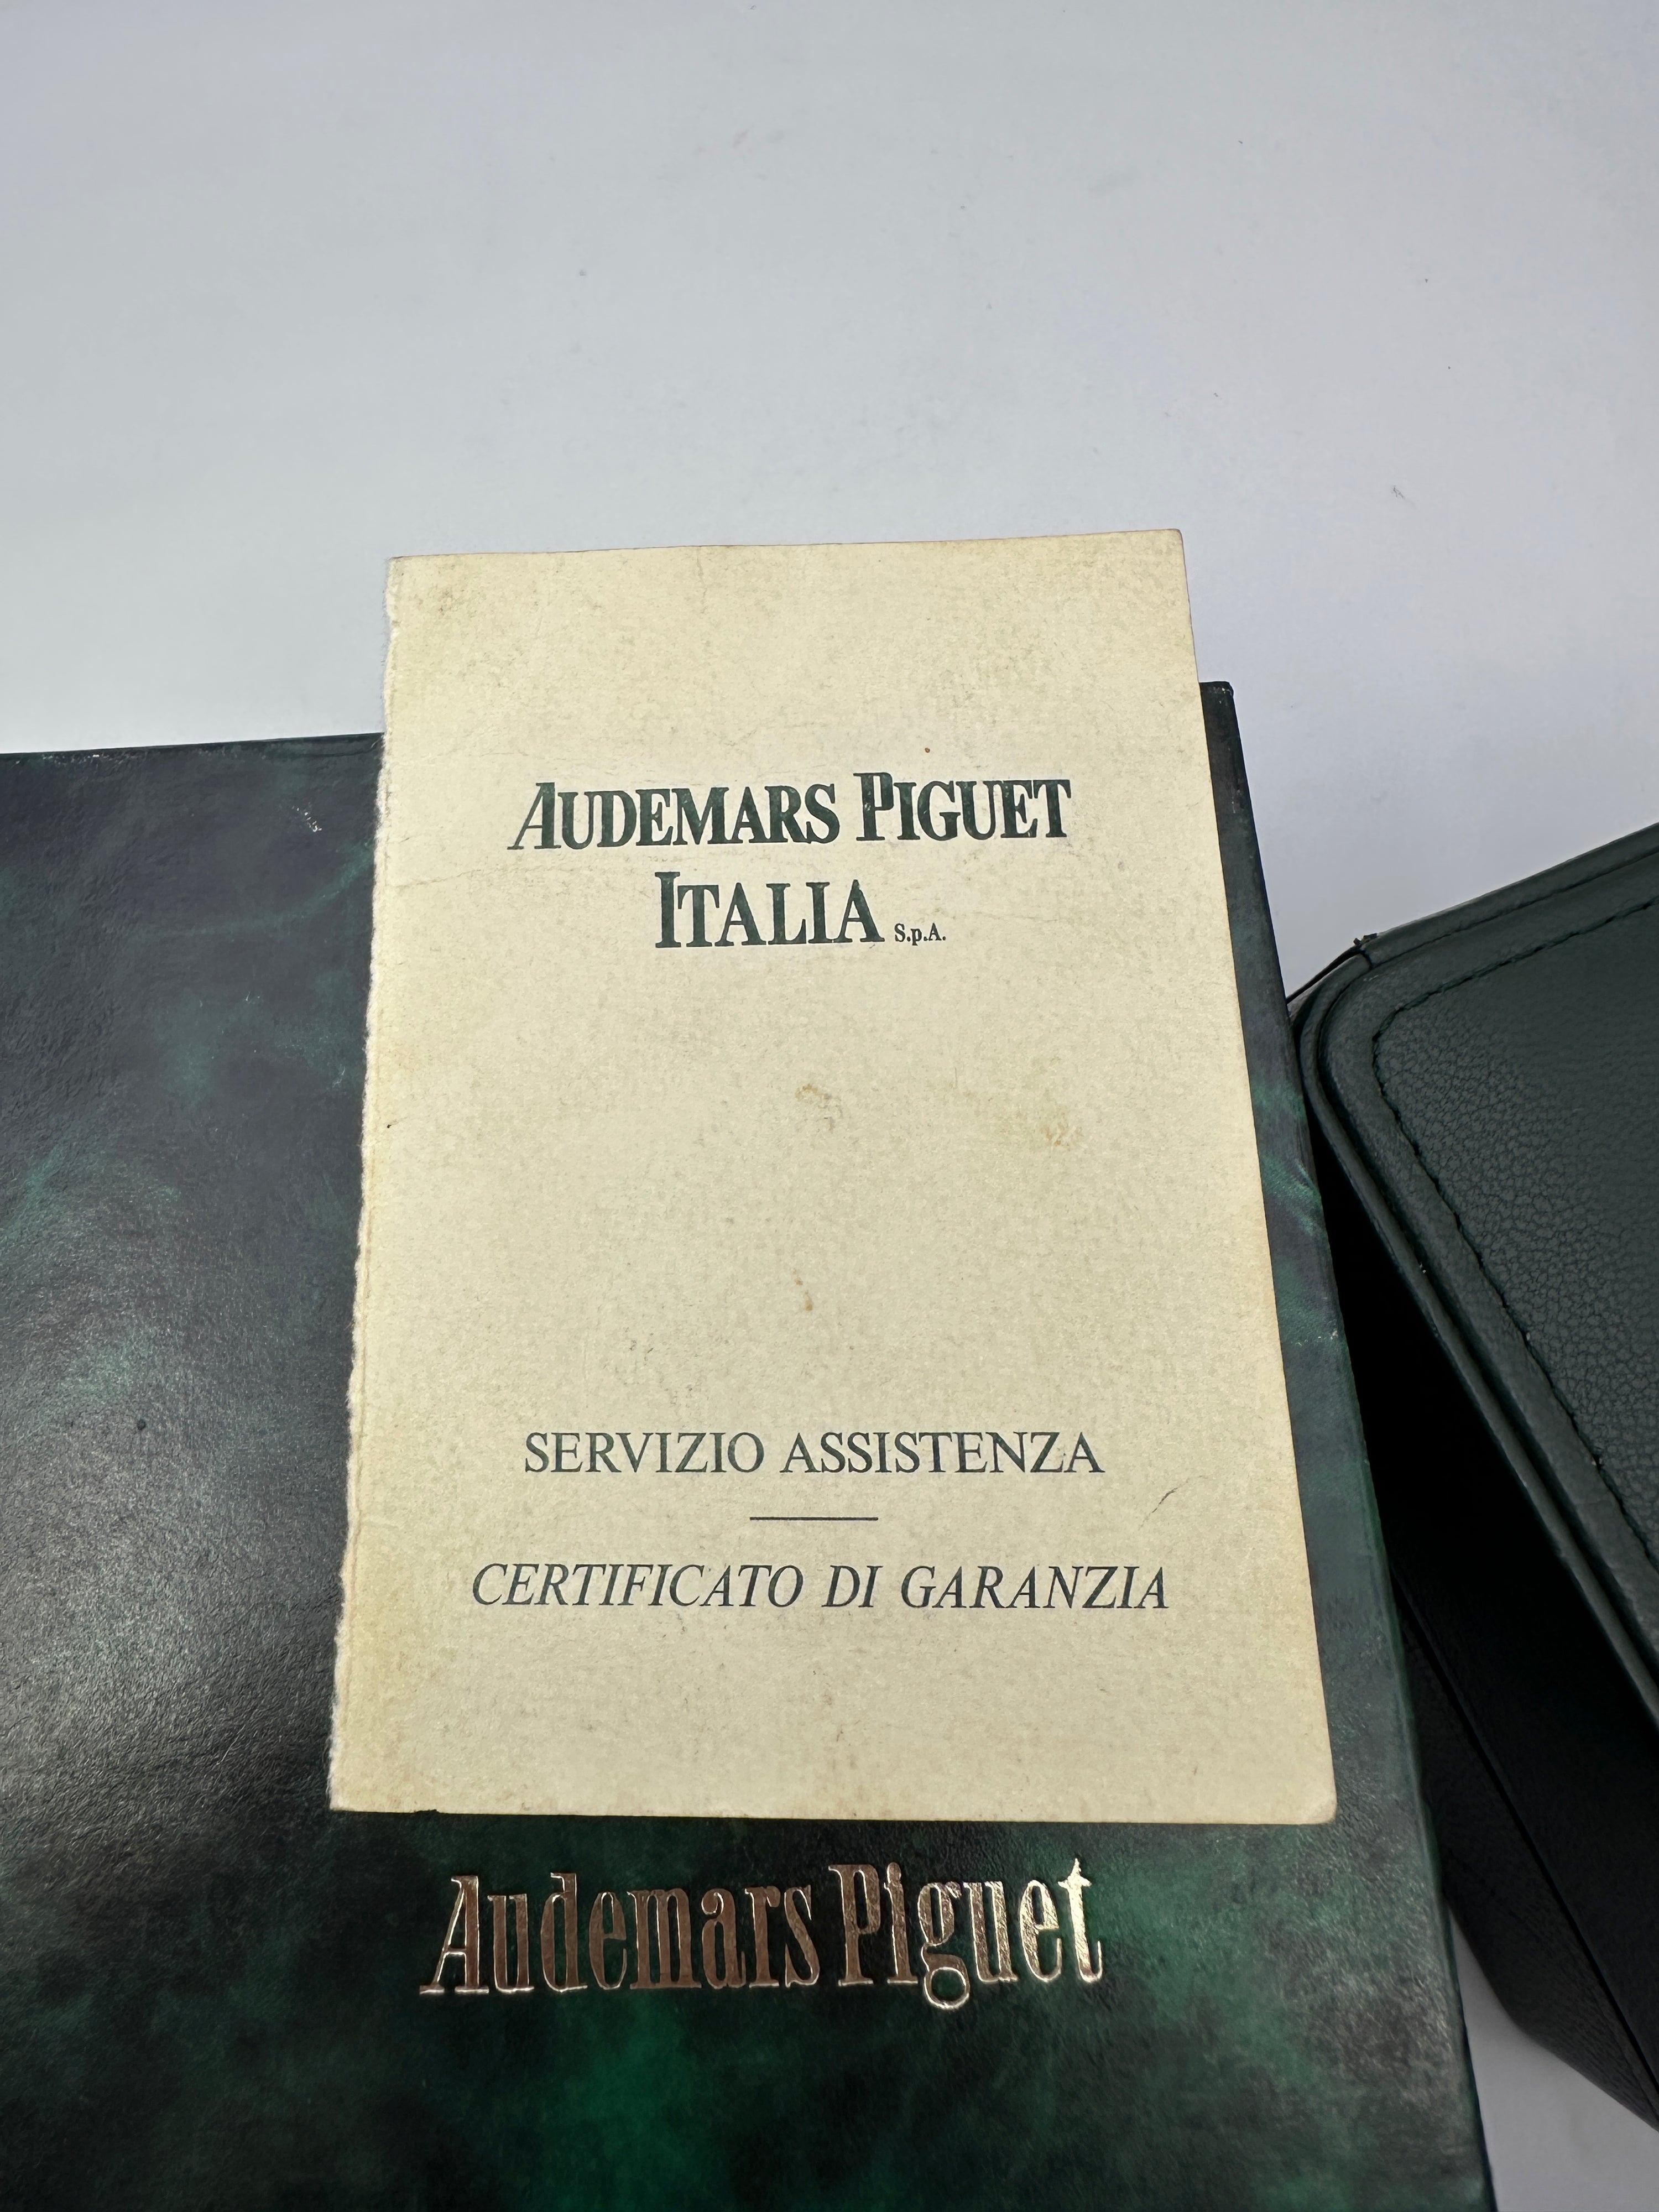 AUDEMARS PIGUET
ITALIA S.p.A.
SERVIZIO ASSISTENZA
CERTIFICATO DI GARANZIA
Audemars Piguet